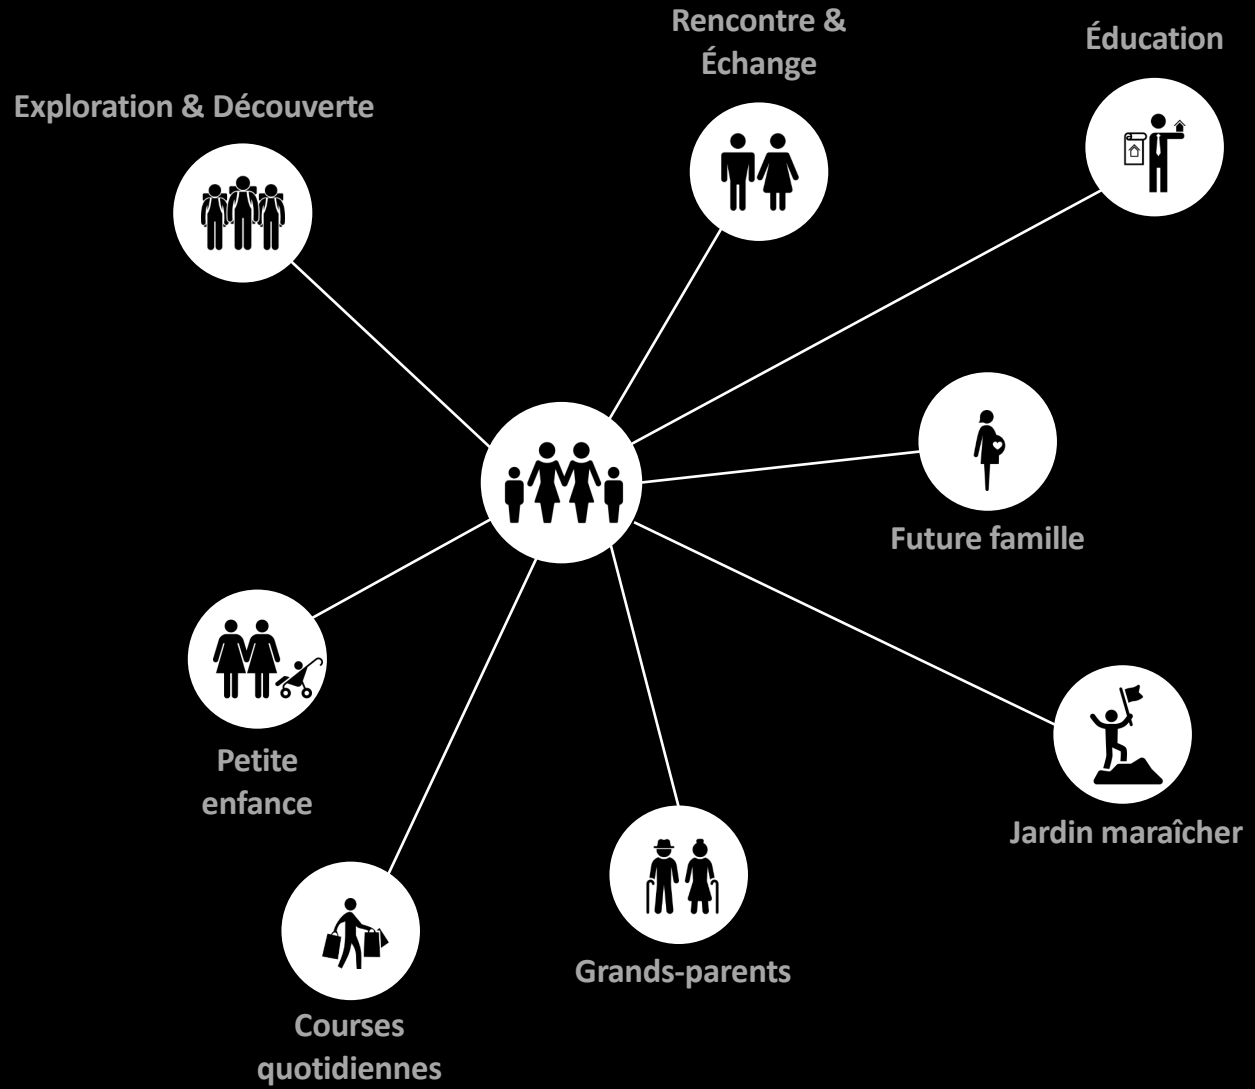 Rencontre &
Échange
Éducation
Exploration & Découverte
Future famille
Petite
enfance
Jardin maraîcher
Grands-parents
Courses
quotidiennes